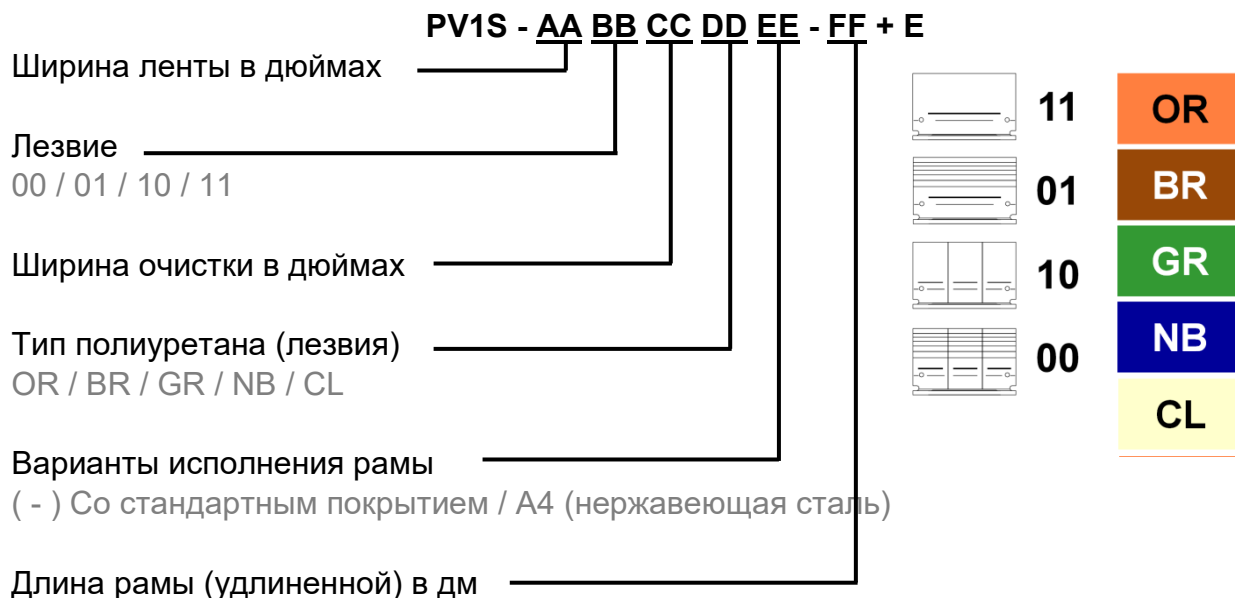 PV1S - AA BB CC DD EE - FF + E
Ширина ленты в дюймах
Лезвие
00 / 01 / 10 / 11
Ширина очистки в дюймах
Тип полиуретана (лезвия)
OR / BR / GR / NB / CL
Варианты исполнения рамы
( - ) Со стандартным покрытием / A4 (нержавеющая сталь)
Длина рамы (удлиненной) в дм
11
01
10
00
OR
BR
GR
NB
CL